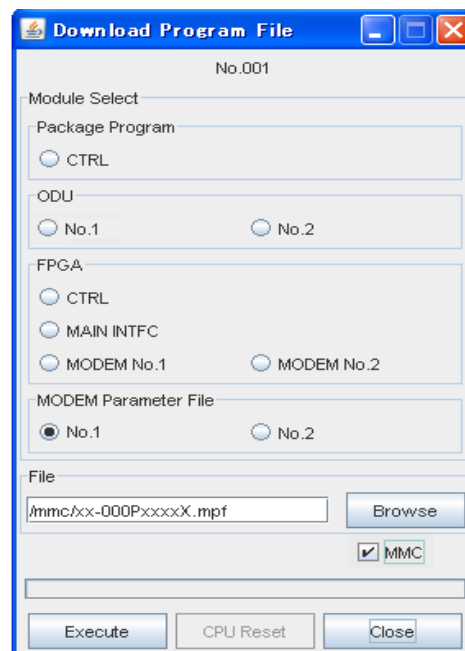 Download Program File
No.001
Module Select
Package Program
CTRL
ODU
No.1 No.2
FPGA
CTRL
MAIN INTFC
MODEM No.1 MODEM No.2
MODEM Parameter File
No.1 No.2
File
/mmc/xx-000PxxxxX.mpf Browse
MMC
Execute CPU Reset Close